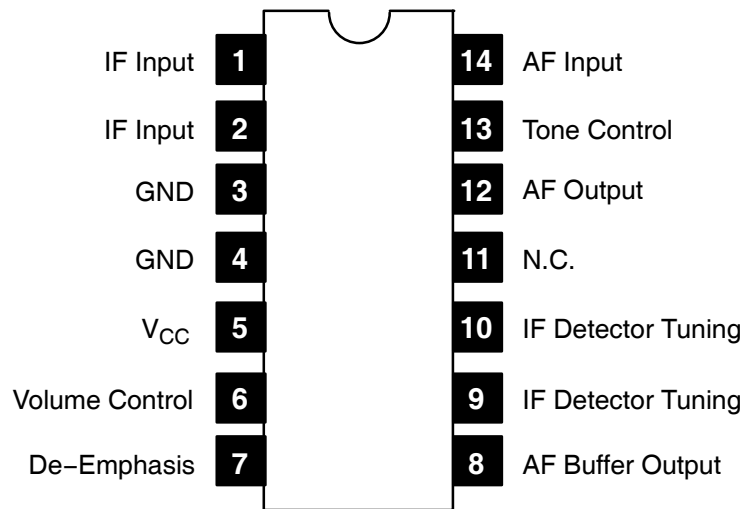 IF Input 1
IF Input 2
GND 3
GND 4
VCC 5
Volume Control 6
De−Emphasis 7
14 AF Input
13 Tone Control
12 AF Output
11 N.C.
10 IF Detector Tuning
9 IF Detector Tuning
8 AF Buffer Output